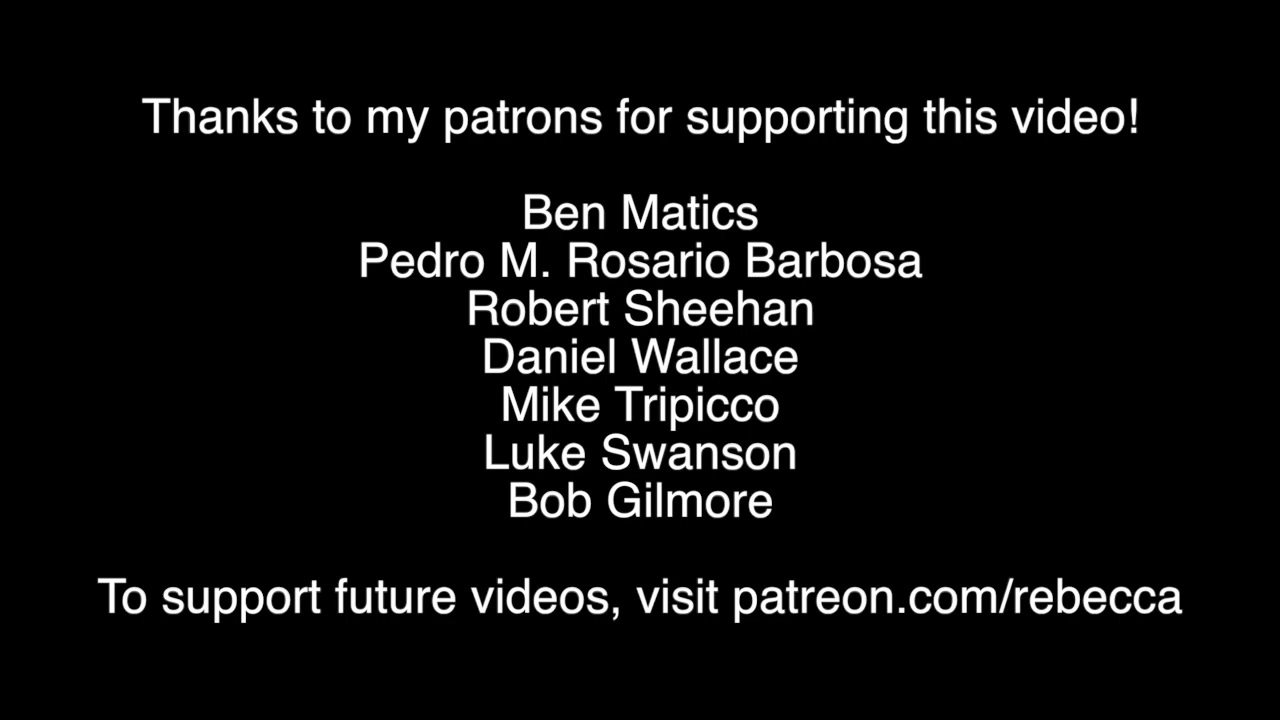 Thanks to my patrons for supporting this video!
Ben Matics
Pedro M. Rosario Barbosa
Robert Sheehan
Daniel Wallace
Mike Tripicco
Luke Swanson
Bob Gilmore
To support future videos, visit patreon.com/rebecca